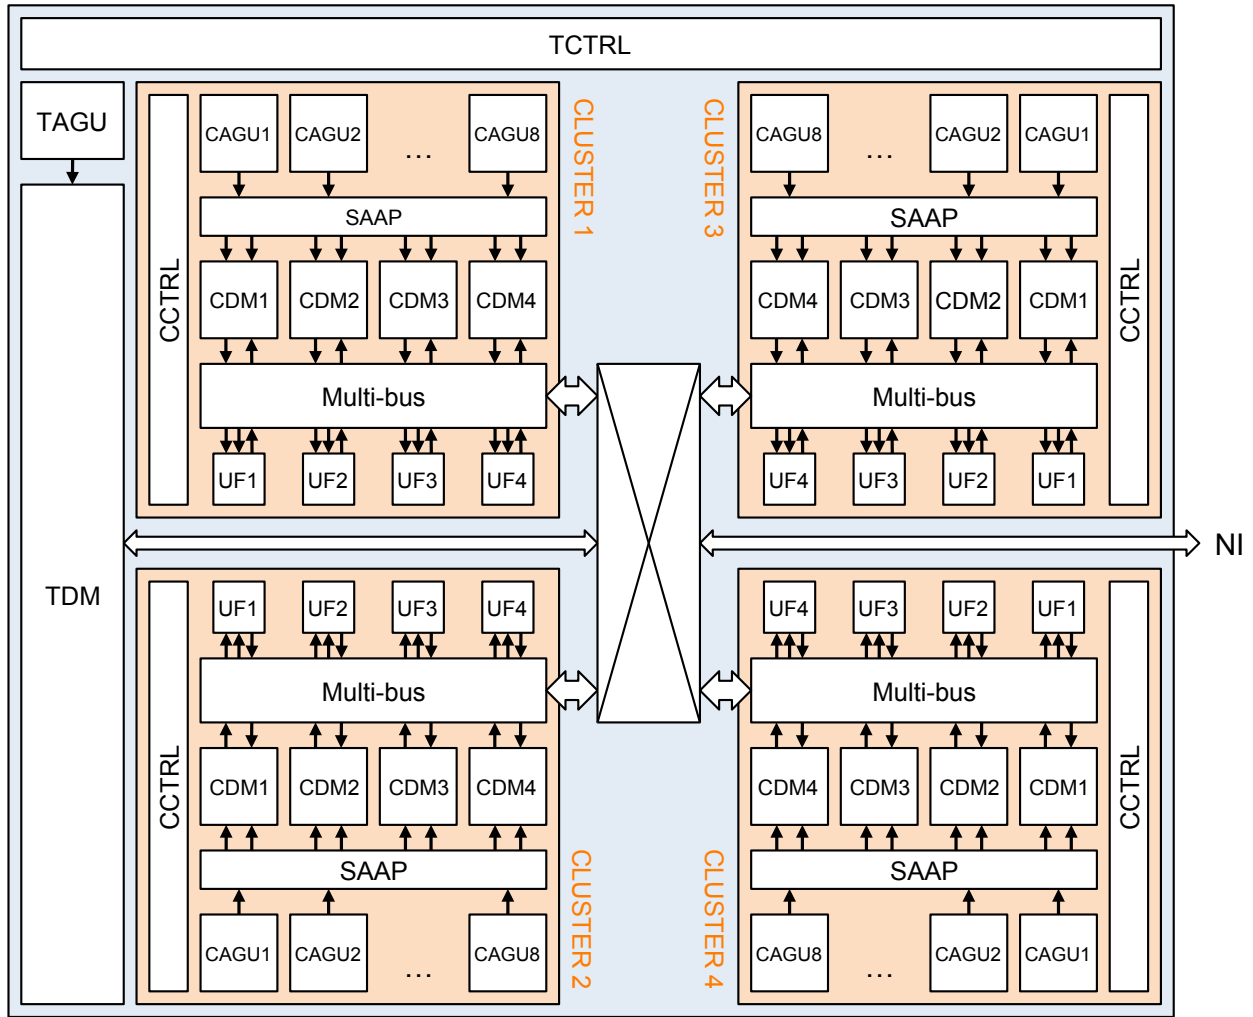 TCTRL
TAGU
TDM
CLUSTER 1
CCTRL
CAGU1 CAGU2 ... CAGU8
SAAP
CDM1 CDM2 CDM3 CDM4
Multi-bus
UF1 UF2 UF3 UF4
CLUSTER 3
CAGU8 ... CAGU2 CAGU1
SAAP
CDM4 CDM3 CDM2 CDM1
Multi-bus
UF4 UF3 UF2 UF1
CCTRL
NI
CCTRL
UF1 UF2 UF3 UF4
Multi-bus
CDM1 CDM2 CDM3 CDM4
SAAP
CAGU1 CAGU2 ... CAGU8
CLUSTER 2
UF4 UF3 UF2 UF1
Multi-bus
CDM4 CDM3 CDM2 CDM1
SAAP
CAGU8 ... CAGU2 CAGU1
CLUSTER 4
CCTRL